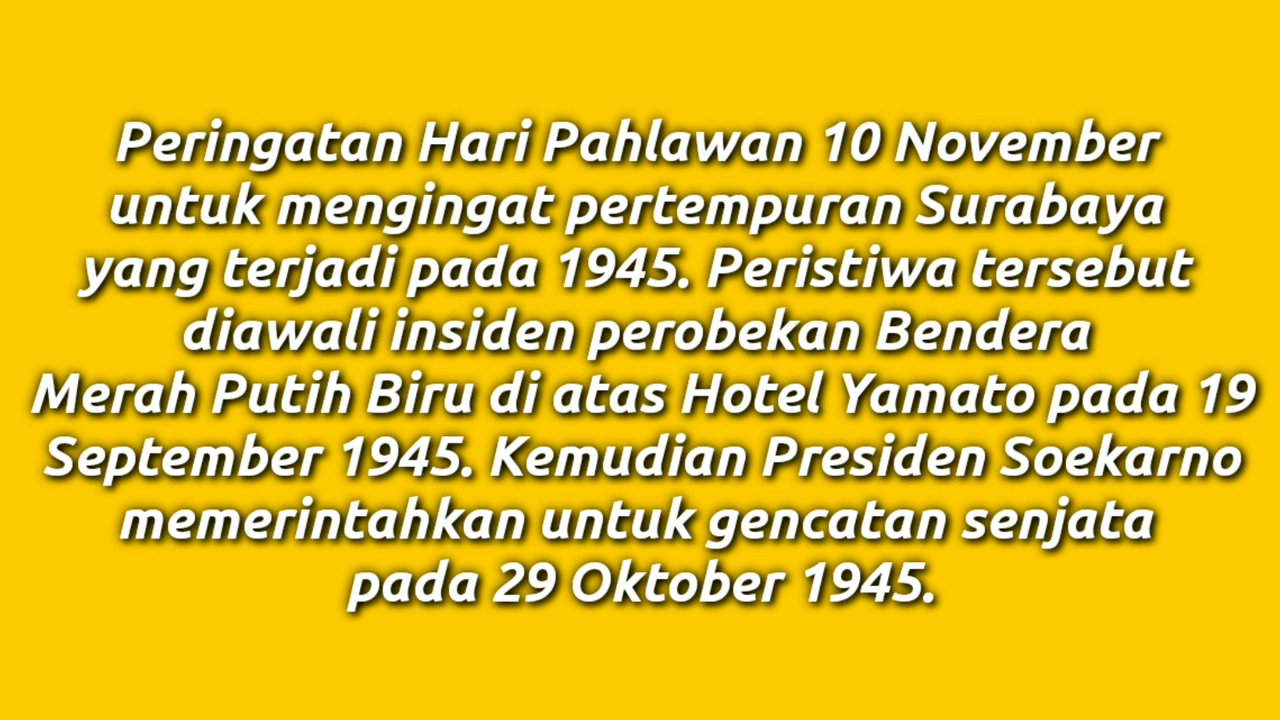 Peringatan Hari Pahlawan 10 November
untuk mengingat pertempuran Surabaya
yang terjadi pada 1945. Peristiwa tersebut
diawali insiden perobekan Bendera
Merah Putih Biru di atas Hotel Yamato pada 19
September 1945. Kemudian Presiden Soekarno
memerintahkan untuk gencatan senjata
pada 29 Oktober 1945.